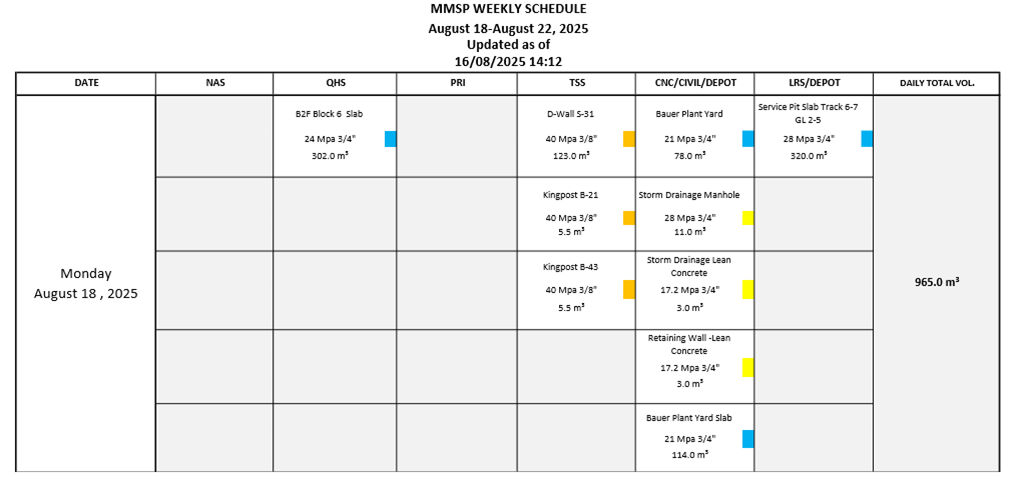 MMSP WEEKLY SCHEDULE
August 18-August 22, 2025
Updated as of
16/08/2025 14:12
DATE NAS QHS PRI TSS CNC/CIVIL/DEPOT LRS/DEPOT DAILY TOTAL VOL.
Monday
August 18 , 2025
B2F Block 6 Slab
24 Mpa 3/4"
302.0 m³
D-Wall S-31
40 Mpa 3/8"
123.0 m³
Bauer Plant Yard
21 Mpa 3/4"
78.0 m³
Service Pit Slab Track 6-7
GL 2-5
28 Mpa 3/4"
320.0 m³
Kingpost B-21
40 Mpa 3/8"
5.5 m³
Storm Drainage Manhole
28 Mpa 3/4"
11.0 m³
Kingpost B-43
40 Mpa 3/8"
5.5 m³
Storm Drainage Lean
Concrete
17.2 Mpa 3/4"
3.0 m³
Retaining Wall -Lean
Concrete
17.2 Mpa 3/4"
3.0 m³
Bauer Plant Yard Slab
21 Mpa 3/4"
114.0 m³
965.0 m³